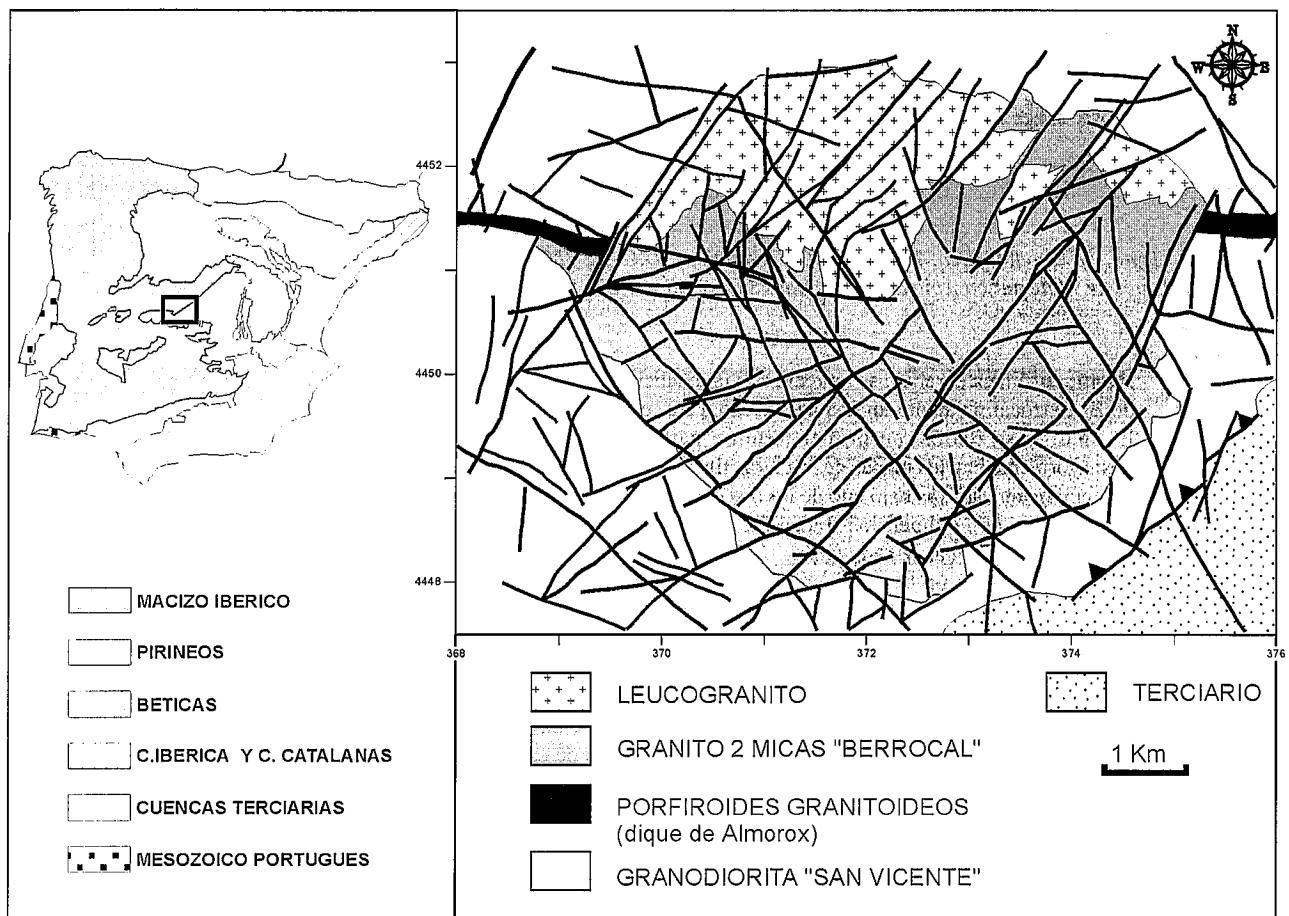 N
W E
S
4452
4450
4448
368
370
372
374
376
MACIZO IBERICO
PIRINEOS
BETICAS
C.IBERICA Y C. CATALANAS
CUENCAS TERCIARIAS
MESOZOICO PORTUGUES
LEUCOGRANITO
GRANITO 2 MICAS "BERROCAL"
PORFIROIDES GRANITOIDEOS
(dique de Almorox)
GRANODIORITA "SAN VICENTE"
TERCIARIO
1 Km